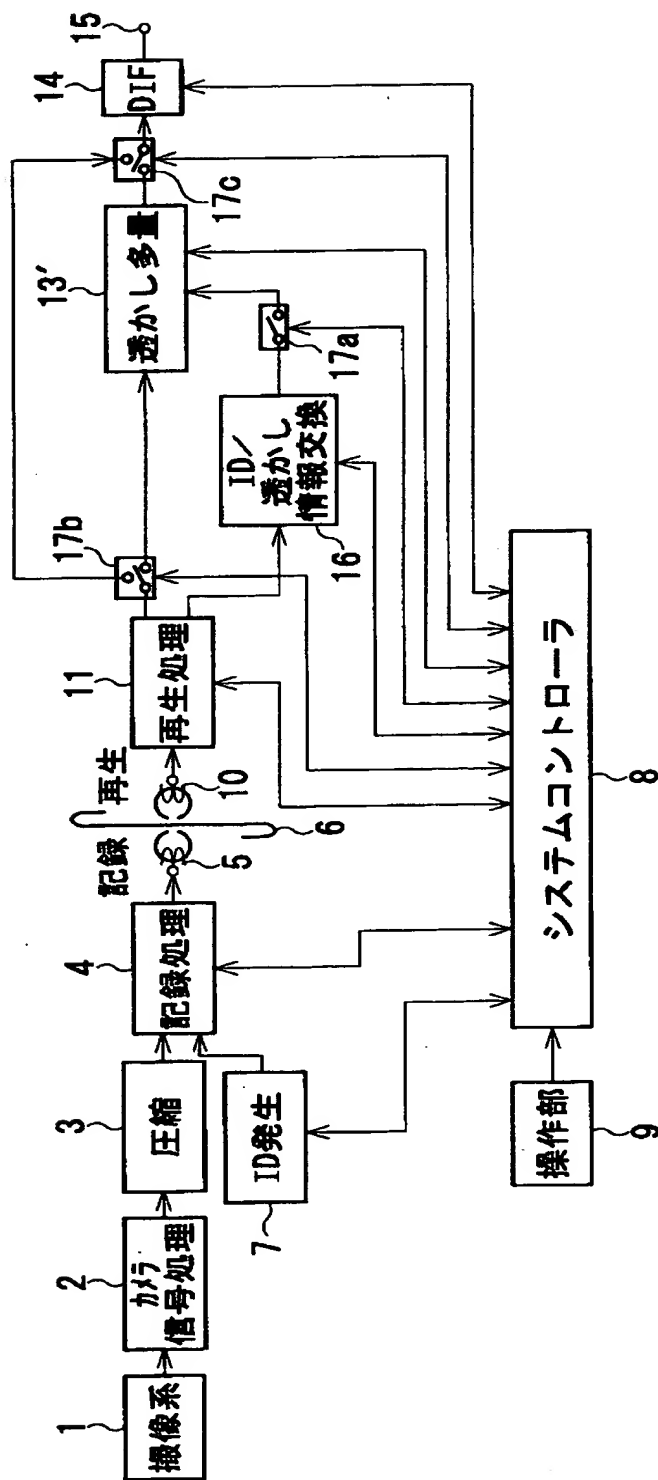 1
撮像系
2
カメラ
信号処理
3
圧縮
4
記録処理
7
ID発生
5
記録
再生
6
10
11
再生処理
17b
13'
透かし多量
16
ID/
透かし
情報交換
17a
17c
14
DIF
15
システムコントローラ
8
操作部
9